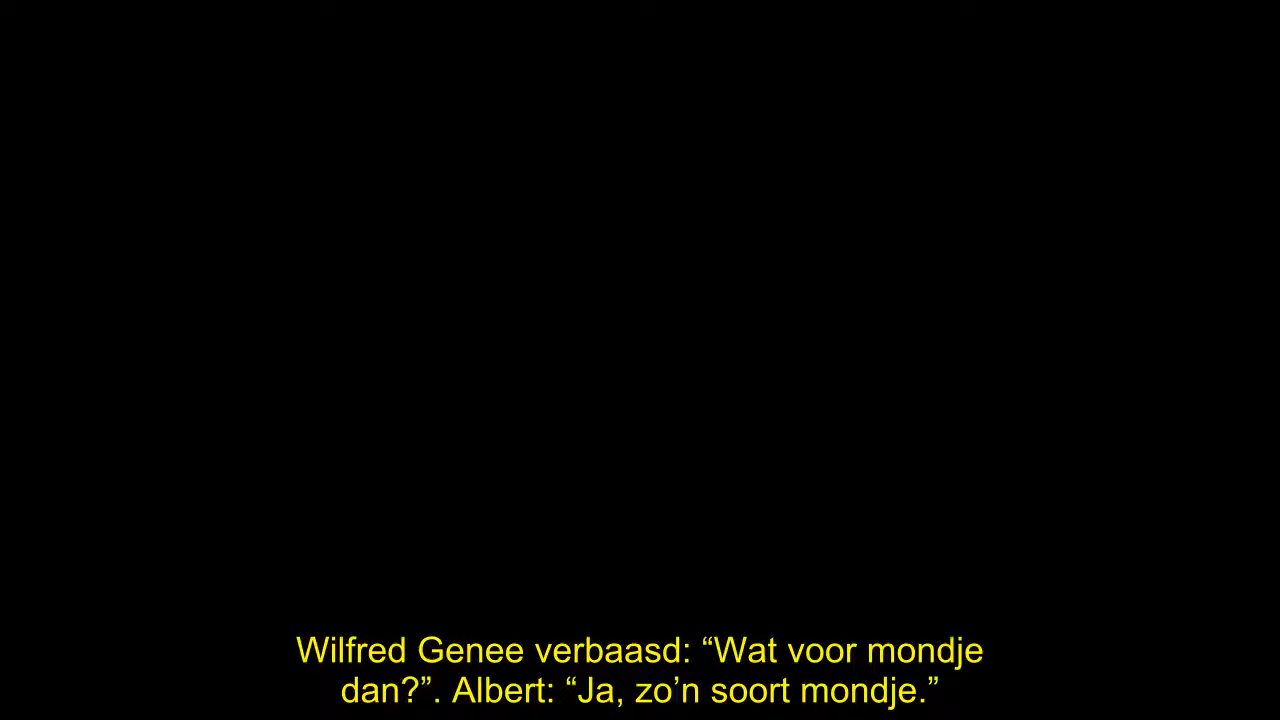 Wilfred Genee verbaasd: “Wat voor mondje
dan?”. Albert: “Ja, zo’n soort mondje.”